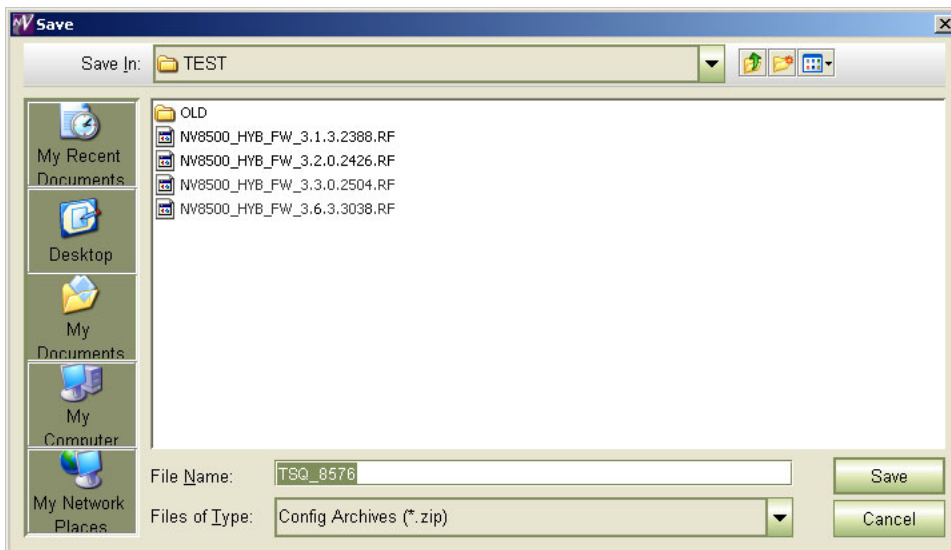 Save
Save In: TEST
My Recent Documents
Desktop
My Documents
My Computer
My Network Places
OLD
NV8500_HYB_FW_3.1.3.2388.RF
NV8500_HYB_FW_3.2.0.2426.RF
NV8500_HYB_FW_3.3.0.2504.RF
NV8500_HYB_FW_3.6.3.3038.RF
File Name: TSQ_8576
Save
Files of Type: Config Archives (*.zip)
Cancel